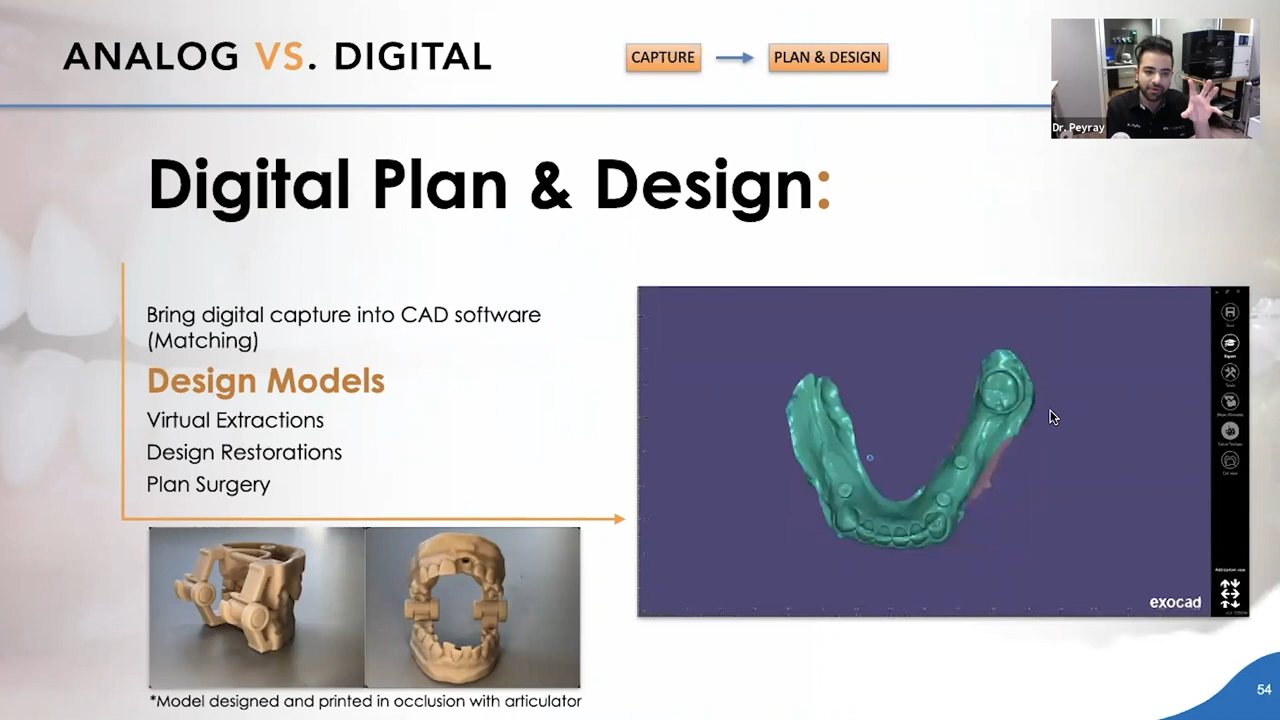 ANALOG VS. DIGITAL
CAPTURE
PLAN & DESIGN
Dr. Peyray
Digital Plan & Design:
Bring digital capture into CAD software
(Matching)
Design Models
Virtual Extractions
Design Restorations
Plan Surgery
exocad
*Model designed and printed in occlusion with articulator
54